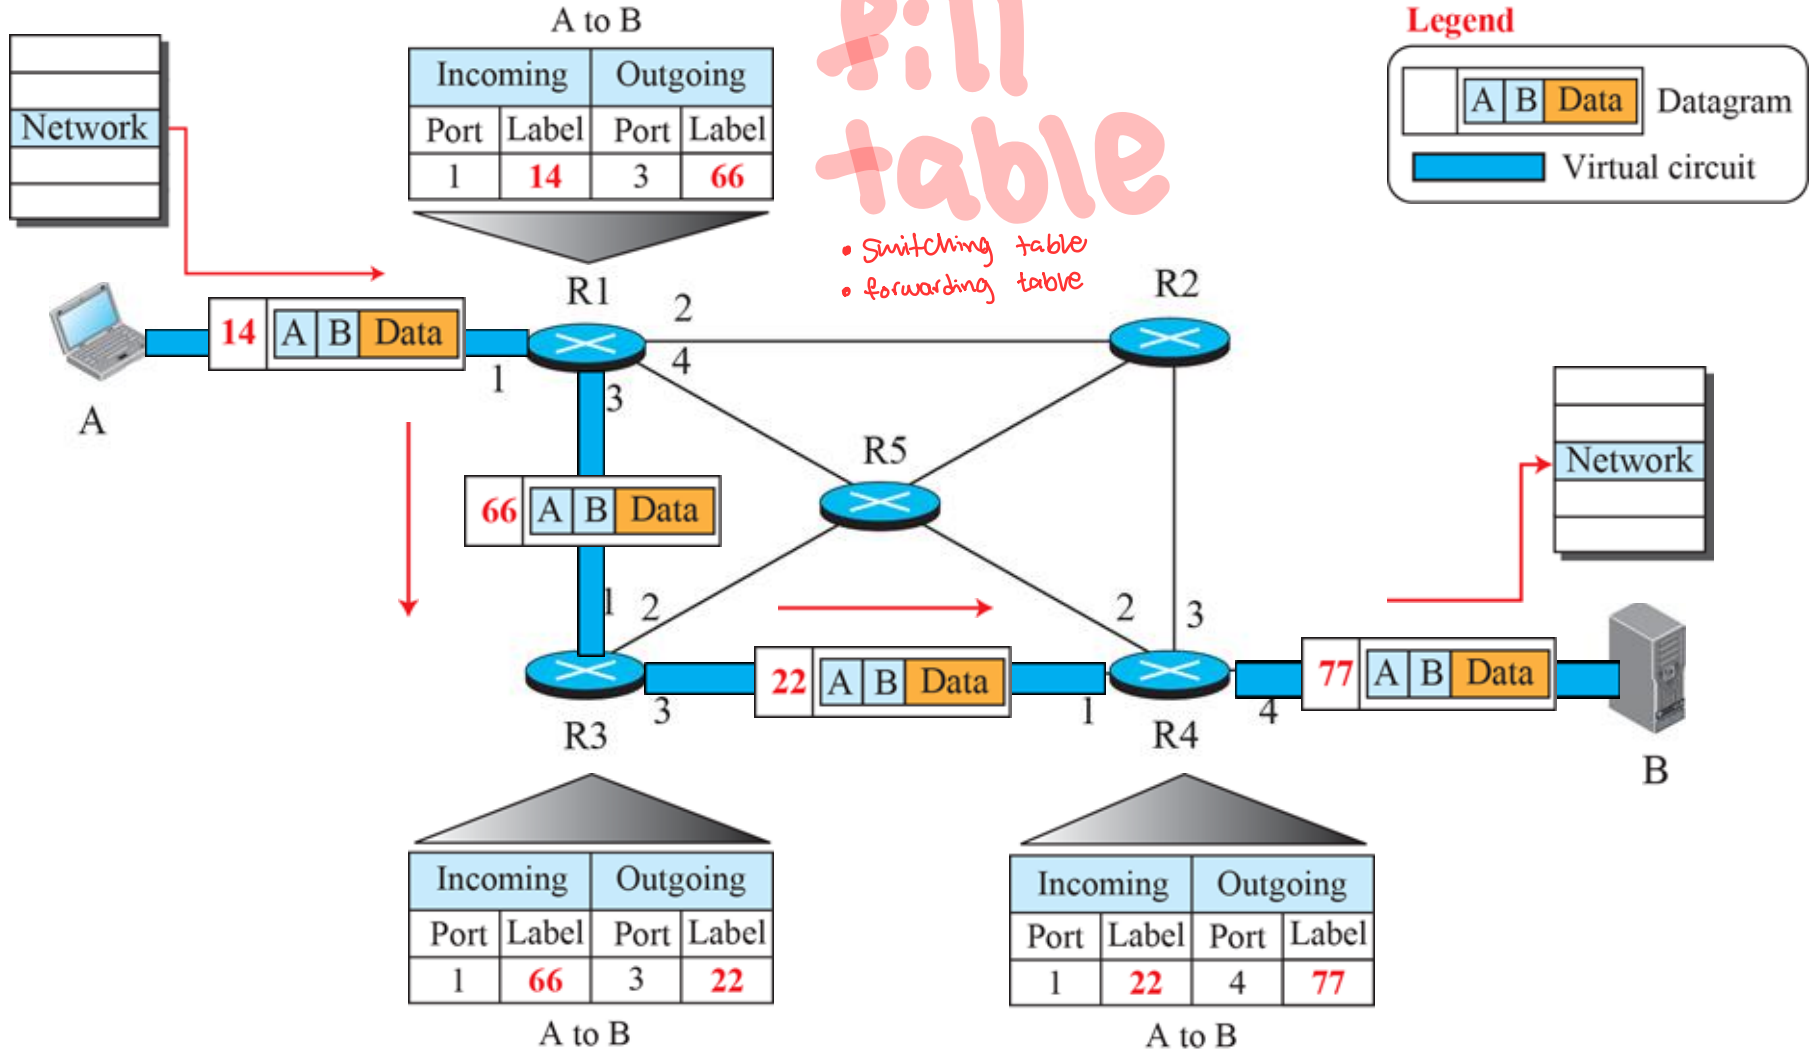 A to B
Incoming Outgoing
Port Label Port Label
1 14 3 66
fill
table
• switching table
• forwarding table
Legend
A B Data Datagram
Virtual circuit
Network
R1
R2
2
4
14 A B Data
1
3
A
R5
66 A B Data
Network
1
2
2
3
22 A B Data
77 A B Data
3
1
4
R3
R4
B
Incoming Outgoing
Port Label Port Label
1 66 3 22
A to B
Incoming Outgoing
Port Label Port Label
1 22 4 77
A to B